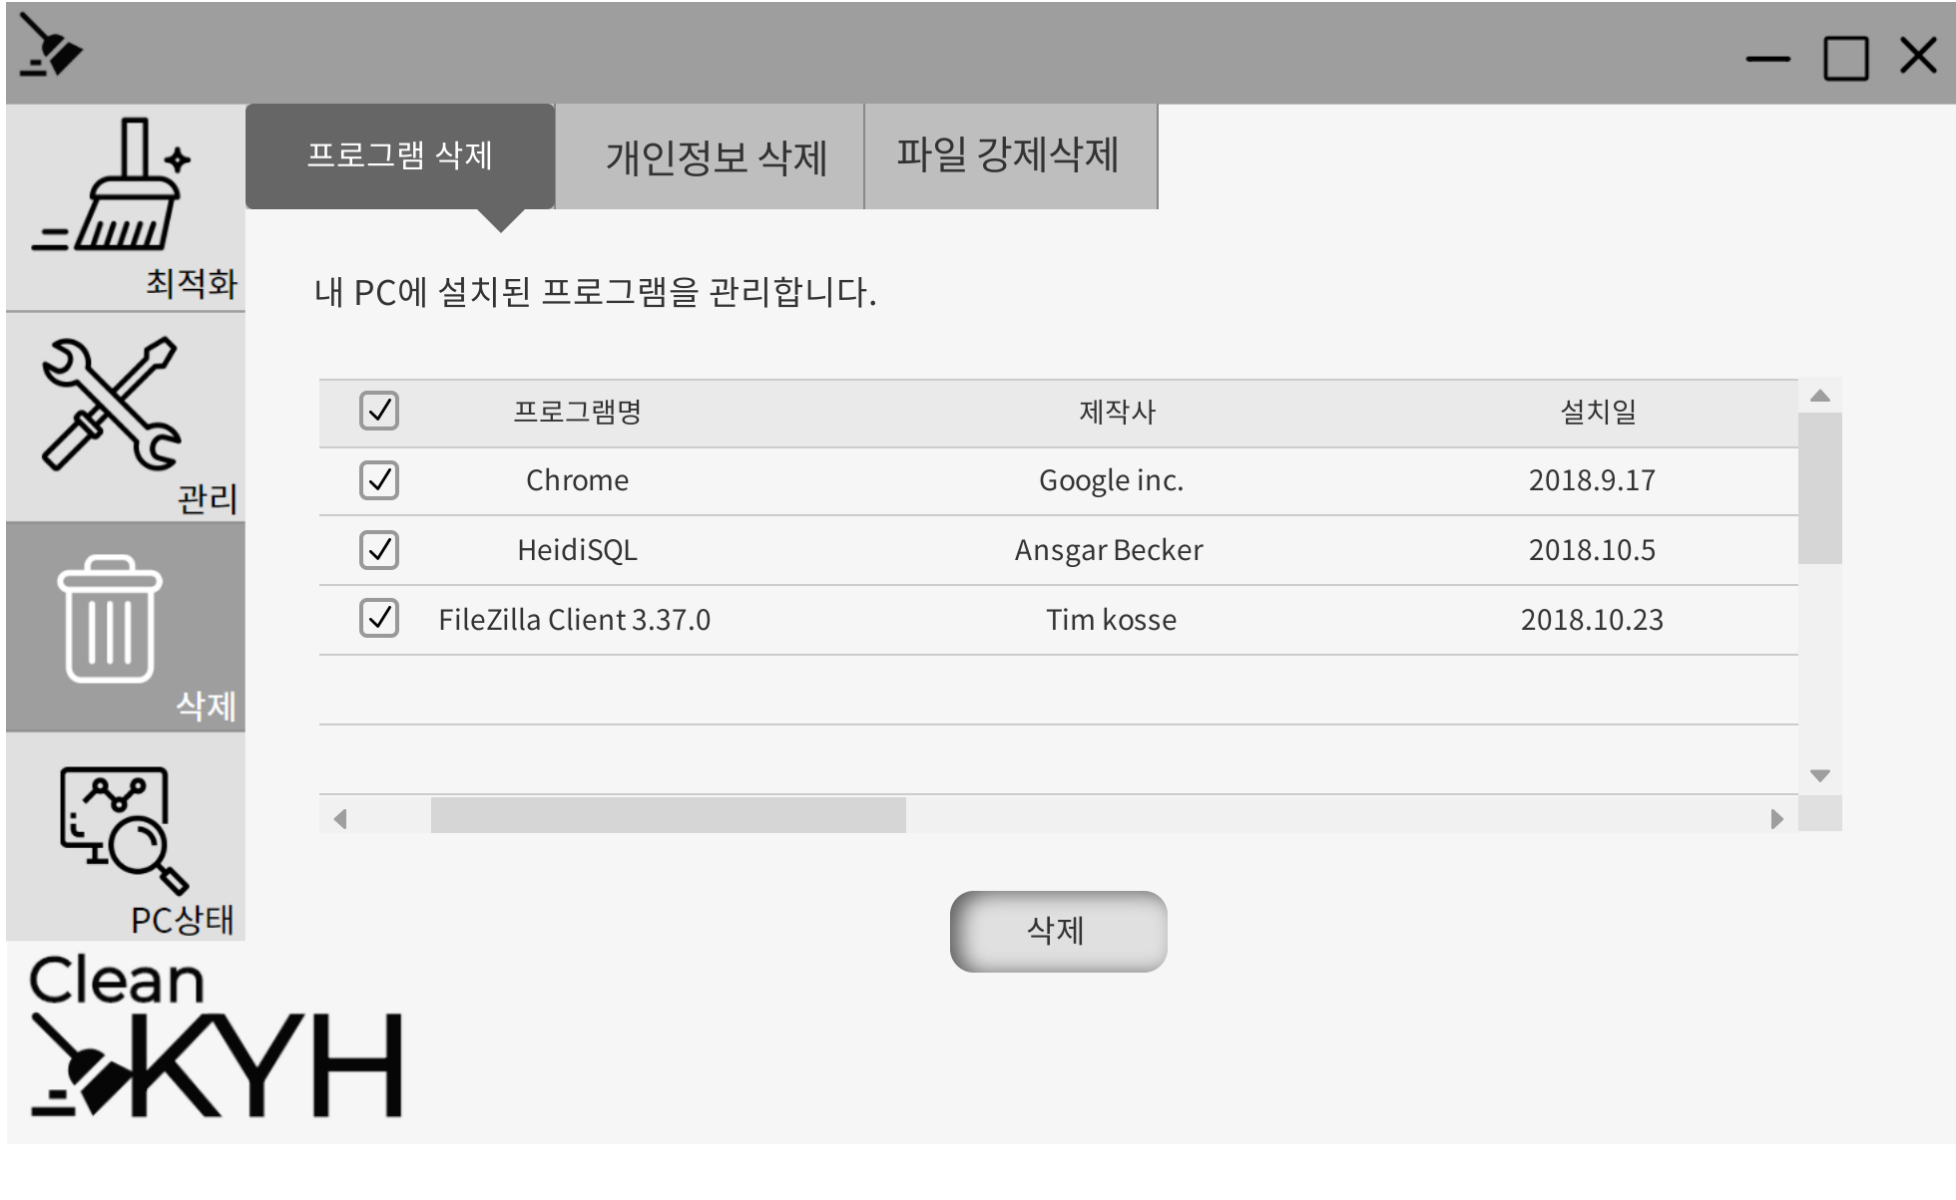 프로그램 삭제
개인정보 삭제
파일 강제삭제
최적화
관리
삭제
PC상태
내 PC에 설치된 프로그램을 관리합니다.
프로그램명 제작사 설치일
Chrome Google inc. 2018.9.17
HeidiSQL Ansgar Becker 2018.10.5
FileZilla Client 3.37.0 Tim kosse 2018.10.23
삭제
Clean
KYH